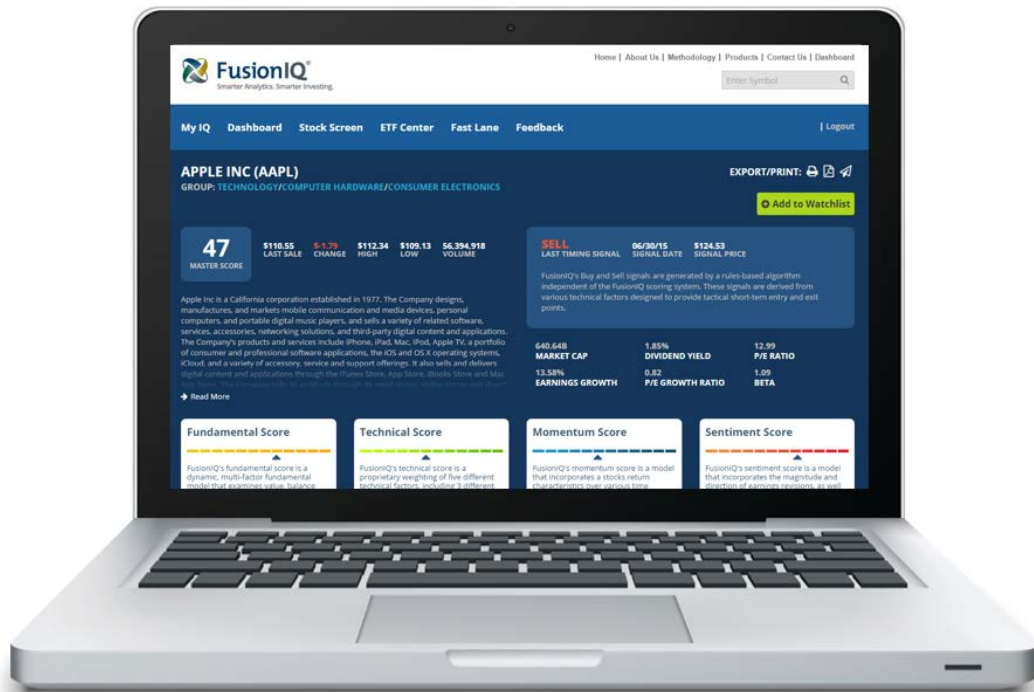 Home | About Us | Methodology | Products | Contact Us | Dashboard
FusionIQ®
Smarter Analytics. Smarter Investing.
Enter Symbol
My IQ Dashboard Stock Screen ETF Center Fast Lane Feedback | Logout
APPLE INC (AAPL)
EXPORT/PRINT:
GROUP: TECHNOLOGY/COMPUTER HARDWARE/CONSUMER ELECTRONICS
Add to Watchlist
47
MASTER SCORE
$110.55 $-1.79 $112.34 $109.13 56,394,918
LAST SALE CHANGE HIGH LOW VOLUME
SELL 06/30/15 $124.53
LAST TIMING SIGNAL SIGNAL DATE SIGNAL PRICE
FusionIQ's Buy and Sell signals are generated by a rules-based algorithm
independent of the FusionIQ scoring system. These signals are derived from
various technical factors designed to provide tactical short-term entry and exit
points.
Apple Inc is a California corporation established in 1977. The Company designs,
manufactures, and markets mobile communication and media devices, personal
computers, and portable digital music players, and sells a variety of related software,
services, accessories, networking solutions, and third-party digital content and applications.
The Company's products and services include iPhone, iPad, Mac, iPod, Apple TV, a portfolio
of consumer and professional software applications, the iOS and OS X operating systems,
iCloud, and a variety of accessory, service and support offerings. It also sells and delivers
digital content and applications through the iTunes Store, App Store, iBooks Store and Mac
Read More
640.64B 1.85% 12.99
MARKET CAP DIVIDEND YIELD P/E RATIO
13.58% 0.82 1.09
EARNINGS GROWTH P/E GROWTH RATIO BETA
Fundamental Score
FusionIQ's fundamental score is a
dynamic, multi-factor fundamental
model that examines value, balance
Technical Score
FusionIQ's technical score is a
proprietary weighting of five different
technical factors, including 3 different
Momentum Score
FusionIQ's momentum score is a model
that incorporates a stocks return
characteristics over various time
Sentiment Score
FusionIQ's sentiment score is a model
that incorporates the magnitude and
direction of earnings revisions, as well